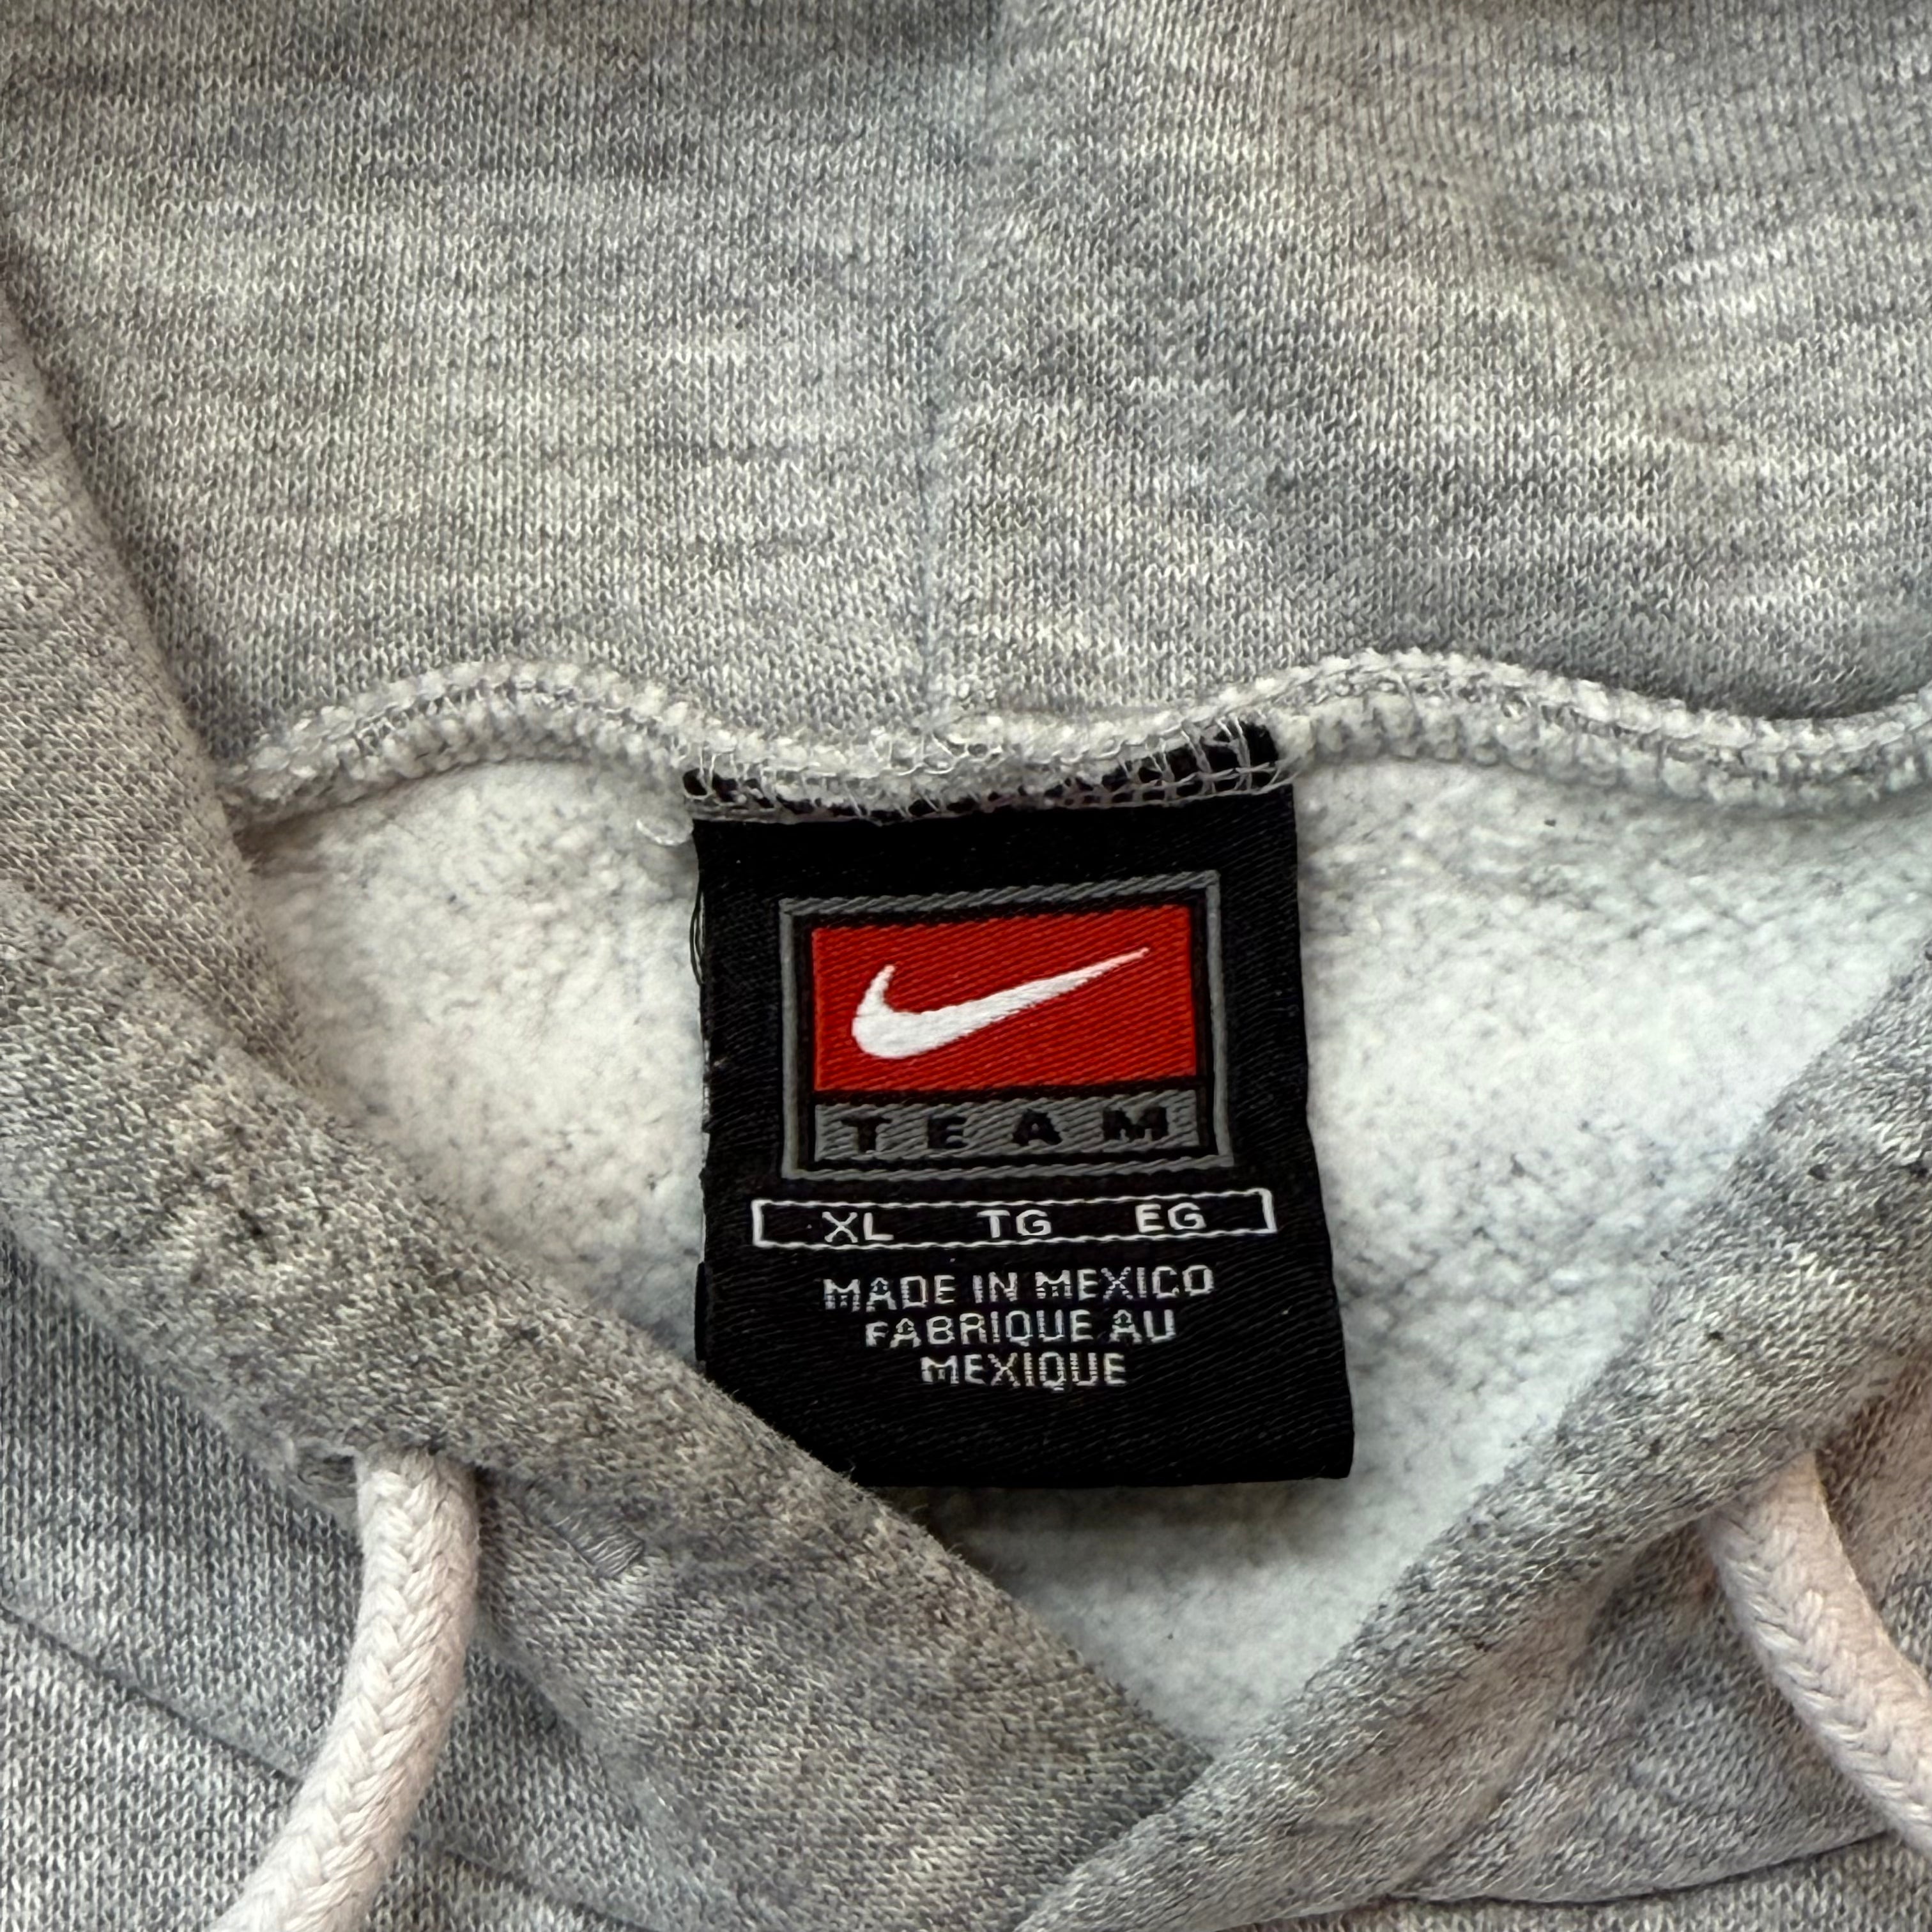 TEAM
XL TG EG
MADE IN MEXICO
FABRIQUE AU
MEXIQUE